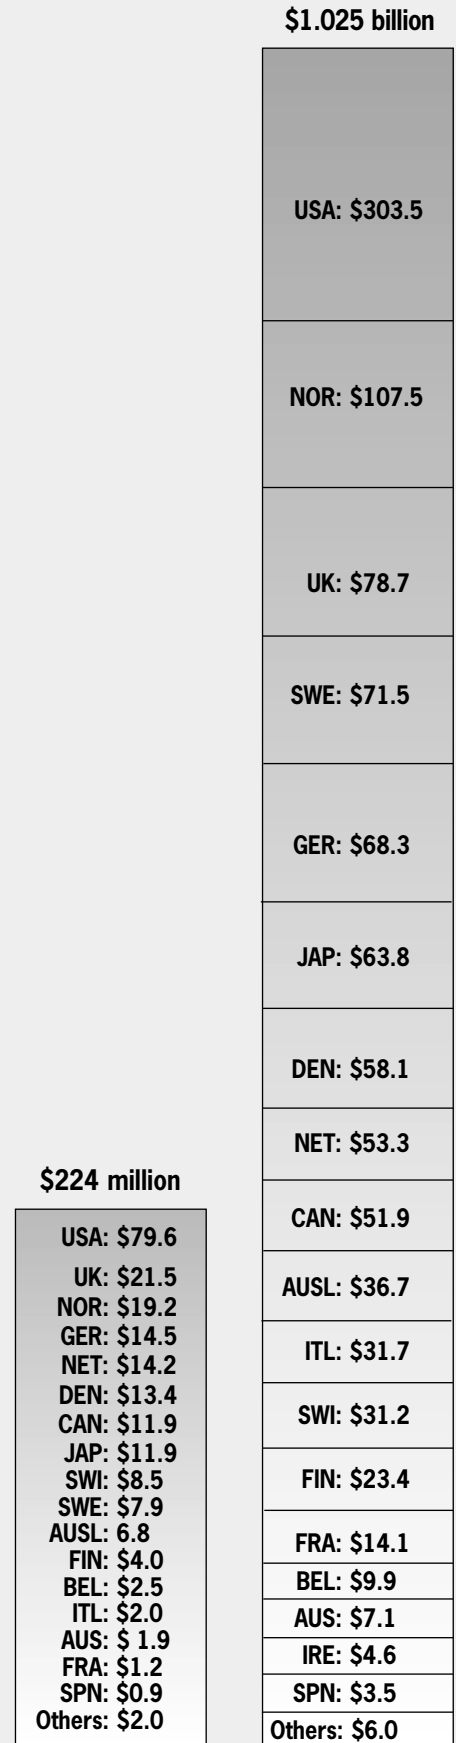 $1.025 billion
USA: $303.5
NOR: $107.5
UK: $78.7
SWE: $71.5
GER: $68.3
JAP: $63.8
DEN: $58.1
NET: $53.3
CAN: $51.9
AUSL: $36.7
ITL: $31.7
SWI: $31.2
FIN: $23.4
FRA: $14.1
BEL: $9.9
AUS: $7.1
IRE: $4.6
SPN: $3.5
Others: $6.0
$224 million
USA: $79.6
UK: $21.5
NOR: $19.2
GER: $14.5
NET: $14.2
DEN: $13.4
CAN: $11.9
JAP: $11.9
SWI: $8.5
SWE: $7.9
AUSL: 6.8
FIN: $4.0
BEL: $2.5
ITL: $2.0
AUS: $ 1.9
FRA: $1.2
SPN: $0.9
Others: $2.0